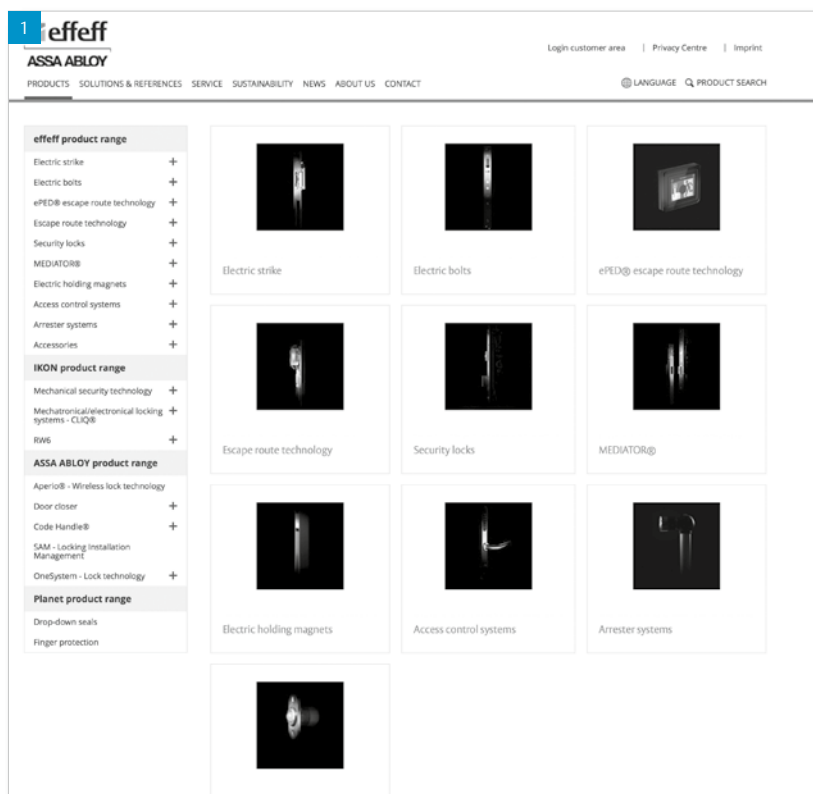 1
effeff
ASSA ABLOY
Login customer area | Privacy Centre | Imprint
PRODUCTS SOLUTIONS & REFERENCES SERVICE SUSTAINABILITY NEWS ABOUT US CONTACT
LANGUAGE PRODUCT SEARCH
effeff product range
Electric strike +
Electric bolts +
ePED® escape route technology +
Escape route technology +
Security locks +
MEDIATOR® +
Electric holding magnets +
Access control systems +
Arrester systems +
Accessories +
IKON product range
Mechanical security technology +
Mechatronical/electronical locking +
systems - CLIQ®
RW6 +
ASSA ABLOY product range
Aperio® - Wireless lock technology
Door closer +
Code Handle® +
SAM - Locking Installation
Management
OneSystem - Lock technology +
Planet product range
Drop-down seals
Finger protection
Electric strike
Electric bolts
ePED® escape route technology
Escape route technology
Security locks
MEDIATOR®
Electric holding magnets
Access control systems
Arrester systems